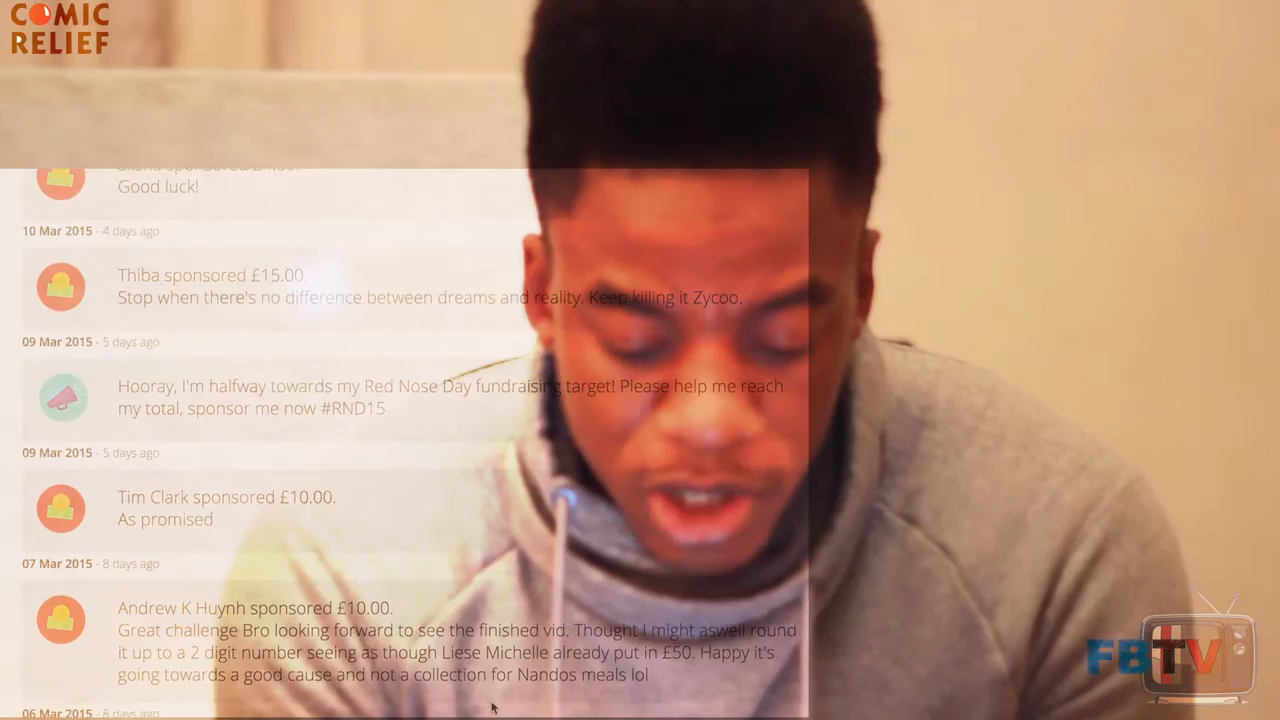 COMIC
RELIEF
Good luck!
10 Mar 2015 - 4 days ago
Thiba sponsored £15.00.
Stop when there's no difference between dreams and reality. Keep killing it Zycoo.
09 Mar 2015 - 5 days ago
Hooray, I'm halfway towards my Red Nose Day fundraising target! Please help me reach
my total, sponsor me now #RND15
09 Mar 2015 - 5 days ago
Tim Clark sponsored £10.00.
As promised
07 Mar 2015 - 8 days ago
Andrew K Huynh sponsored £10.00.
Great challenge Bro looking forward to see the finished vid. Thought I might aswell round
it up to a 2 digit number seeing as though Liese Michelle already put in £50. Happy it's
going towards a good cause and not a collection for Nandos meals lol
06 Mar 2015 - 8 days ago
FBTV